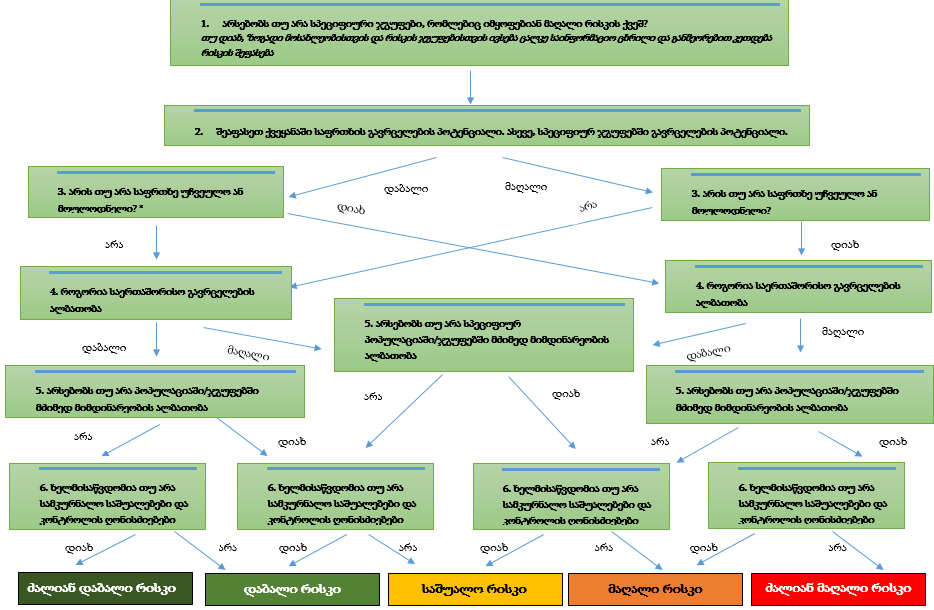 1. არსებობს თუ არა სპეციფიური ჯგუფები, რომლებიც იმყოფებიან მაღალი რისკის ქვეშ?
თუ დიახ, ზოგადი მოსახლეობისთვის და რისკის ჯგუფებისთვის ივსება ცალკე საინფორმაციო ცხრილი და განმეორებით კეთდება
რისკის შეფასება
2. შეაფასეთ ქვეყანაში საფრთხის გავრცელების პოტენციალი. ასევე, სპეციფიურ ჯგუფებში გავრცელების პოტენციალი.
დაბალი
მაღალი
3. არის თუ არა საფრთხე უჩვეულო ან
მოულოდნელი? *
3. არის თუ არა საფრთხე უჩვეულო ან
მოულოდნელი?
დიახ
არა
არა
დიახ
4. როგორია საერთაშორისო გავრცელების
ალბათობა
4. როგორია საერთაშორისო გავრცელების
ალბათობა
5. არსებობს თუ არა სპეციფიურ
პოპულაციაში/ჯგუფებში მძიმედ მიმდინარეობის
ალბათობა
დაბალი
მაღალი
დაბალი
მაღალი
5. არსებობს თუ არა პოპულაციაში/ჯგუფებში
მძიმედ მიმდინარეობის ალბათობა
5. არსებობს თუ არა პოპულაციაში/ჯგუფებში
მძიმედ მიმდინარეობის ალბათობა
არა
დიახ
არა
დიახ
არა
დიახ
6. ხელმისაწვდომია თუ არა
სამკურნალო საშუალებები და
კონტროლის ღონისძიებები
6. ხელმისაწვდომია თუ არა
სამკურნალო საშუალებები და
კონტროლის ღონისძიებები
6. ხელმისაწვდომია თუ არა
სამკურნალო საშუალებები და
კონტროლის ღონისძიებები
6. ხელმისაწვდომია თუ არა
სამკურნალო საშუალებები და
კონტროლის ღონისძიებები
დიახ
არა
დიახ
არა
დიახ
არა
დიახ
არა
ძალიან დაბალი რისკი
დაბალი რისკი
საშუალო რისკი
მაღალი რისკი
ძალიან მაღალი რისკი